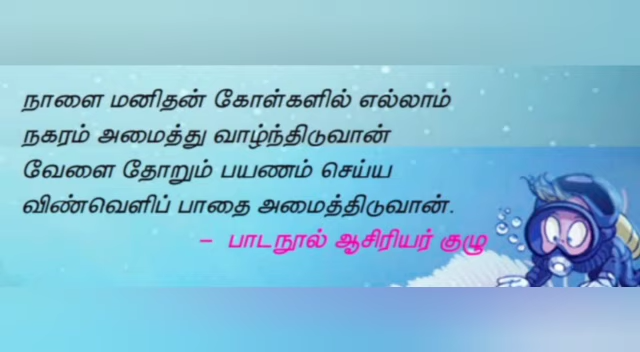 நாளை மனிதன் கோள்களில் எல்லாம்
நகரம் அமைத்து வாழ்ந்திடுவான்
வேளை தோறும் பயணம் செய்ய
விண்வெளிப் பாதை அமைத்திடுவான்.
– பாடநூல் ஆசிரியர் குழு